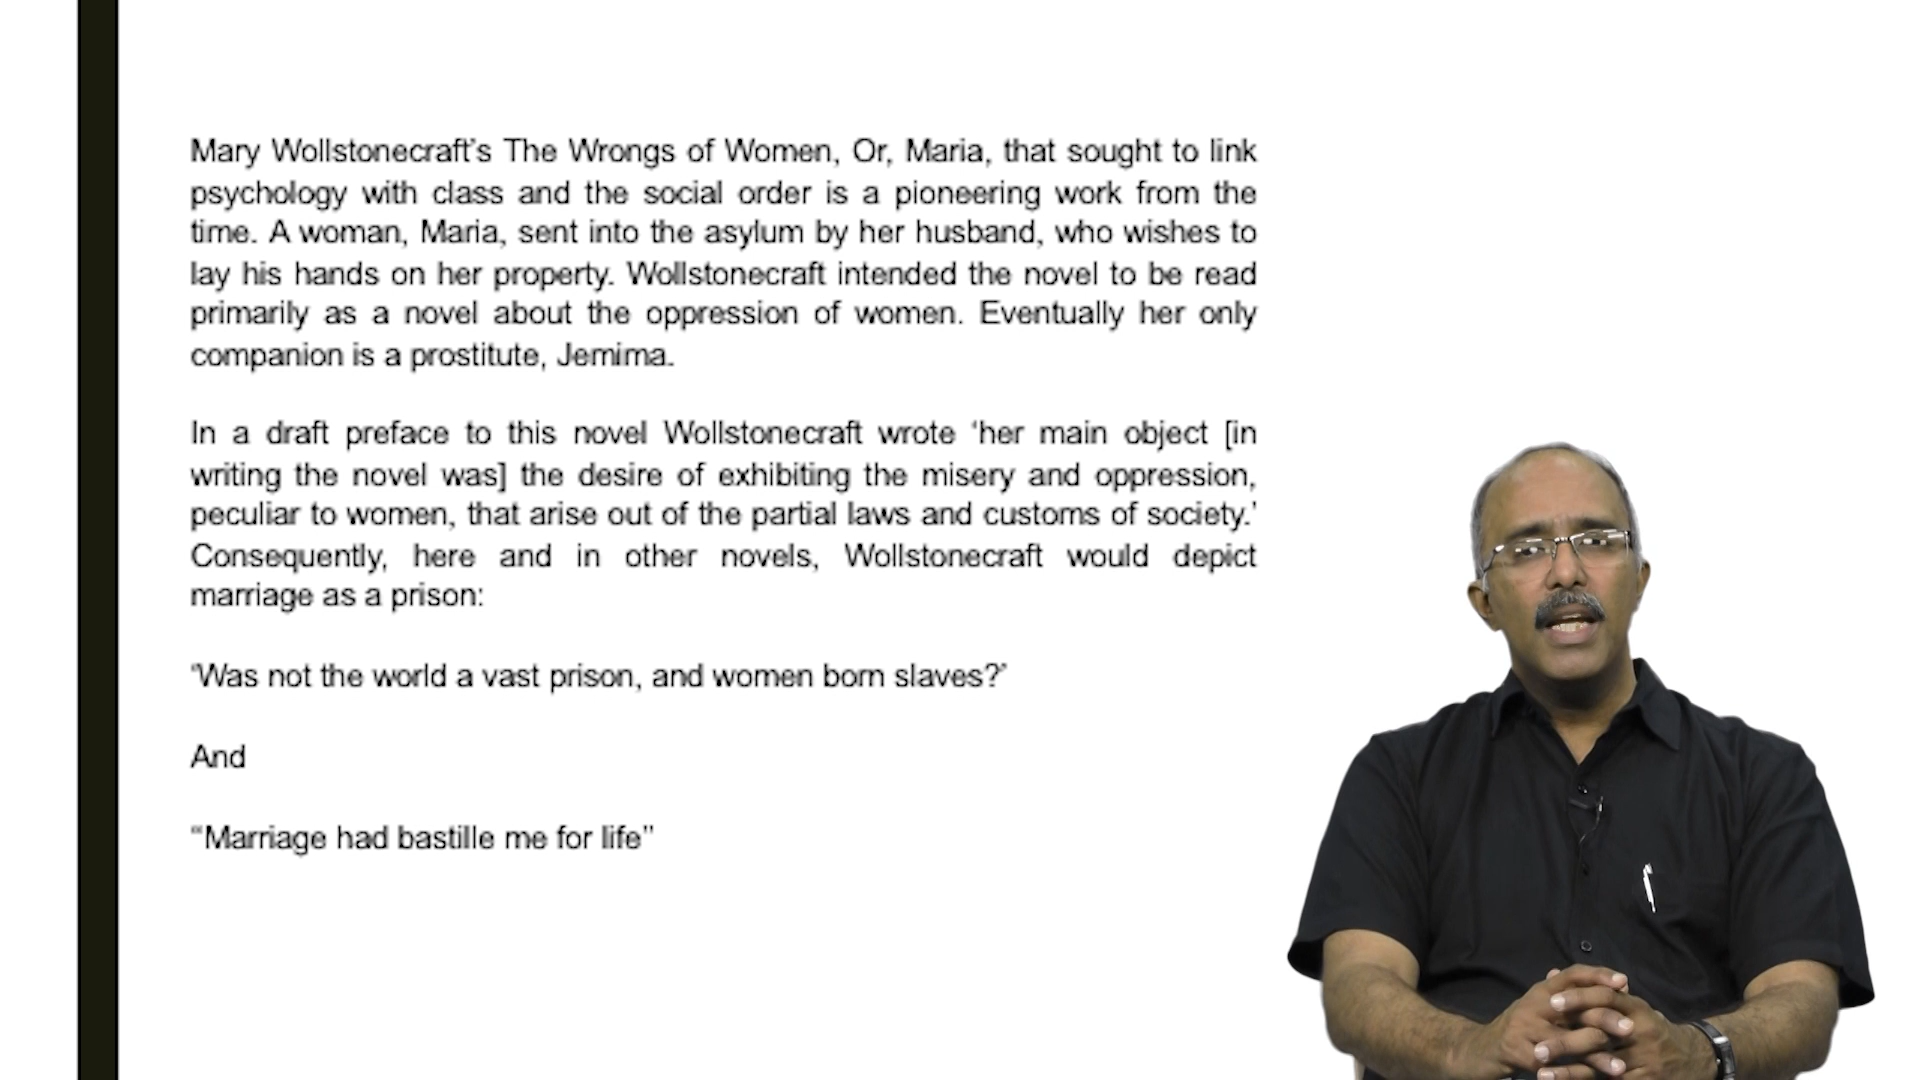 Mary Wollstonecraft's The Wrongs of Women, Or, Maria, that sought to link
psychology with class and the social order is a pioneering work from the
time. A woman, Maria, sent into the asylum by her husband, who wishes to
lay his hands on her property. Wollstonecraft intended the novel to be read
primarily as a novel about the oppression of women. Eventually her only
companion is a prostitute, Jemima.
In a draft preface to this novel Wollstonecraft wrote ‘her main object [in
writing the novel was] the desire of exhibiting the misery and oppression,
peculiar to women, that arise out of the partial laws and customs of society.’
Consequently, here and in other novels, Wollstonecraft would depict
marriage as a prison:
‘Was not the world a vast prison, and women born slaves?’
And
“Marriage had bastille me for life”